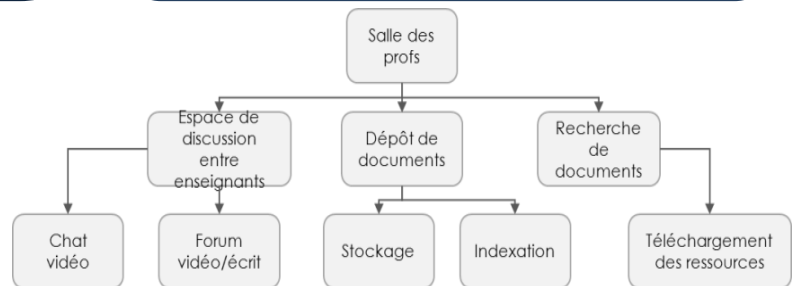 Salle des
profs
Espace de
discussion
entre
enseignants
Dépôt de
documents
Recherche
de
documents
Chat
vidéo
Forum
vidéo/écrit
Stockage
Indexation
Téléchargement
des ressources